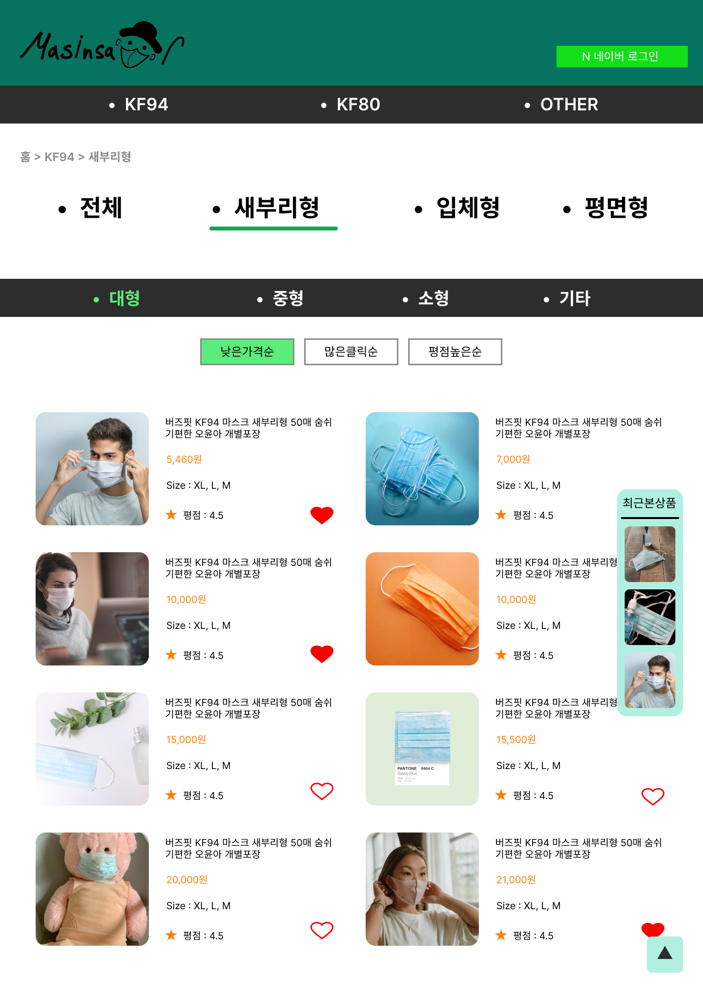 Masinsa
N 네이버 로그인
• KF94
• KF80
• OTHER
홈 > KF94 > 새부리형
• 전체
• 새부리형
• 입체형
• 평면형
• 대형
• 중형
• 소형
• 기타
낮은가격순
많은클릭순
평점높은순
버즈핏 KF94 마스크 새부리형 50매 숨쉬
기편한 오윤아 개별포장
5,460원
Size : XL, L, M
★ 평점 : 4.5
버즈핏 KF94 마스크 새부리형 50매 숨쉬
기편한 오윤아 개별포장
7,000원
Size : XL, L, M
★ 평점 : 4.5
최근본상품
버즈핏 KF94 마스크 새부리형 50매 숨쉬
기편한 오윤아 개별포장
10,000원
Size : XL, L, M
★ 평점 : 4.5
버즈핏 KF94 마스크 새부리형
기편한 오윤아 개별포장
10,000원
Size : XL, L, M
★ 평점 : 4.5
버즈핏 KF94 마스크 새부리형 50매 숨쉬
기편한 오윤아 개별포장
15,000원
Size : XL, L, M
★ 평점 : 4.5
PANTONE 9464 C
Safety Blue
버즈핏 KF94 마스크 새부리형
기편한 오윤아 개별포장
15,500원
Size : XL, L, M
★ 평점 : 4.5
버즈핏 KF94 마스크 새부리형 50매 숨쉬
기편한 오윤아 개별포장
20,000원
Size : XL, L, M
★ 평점 : 4.5
버즈핏 KF94 마스크 새부리형 50매 숨쉬
기편한 오윤아 개별포장
21,000원
Size : XL, L, M
★ 평점 : 4.5
▲